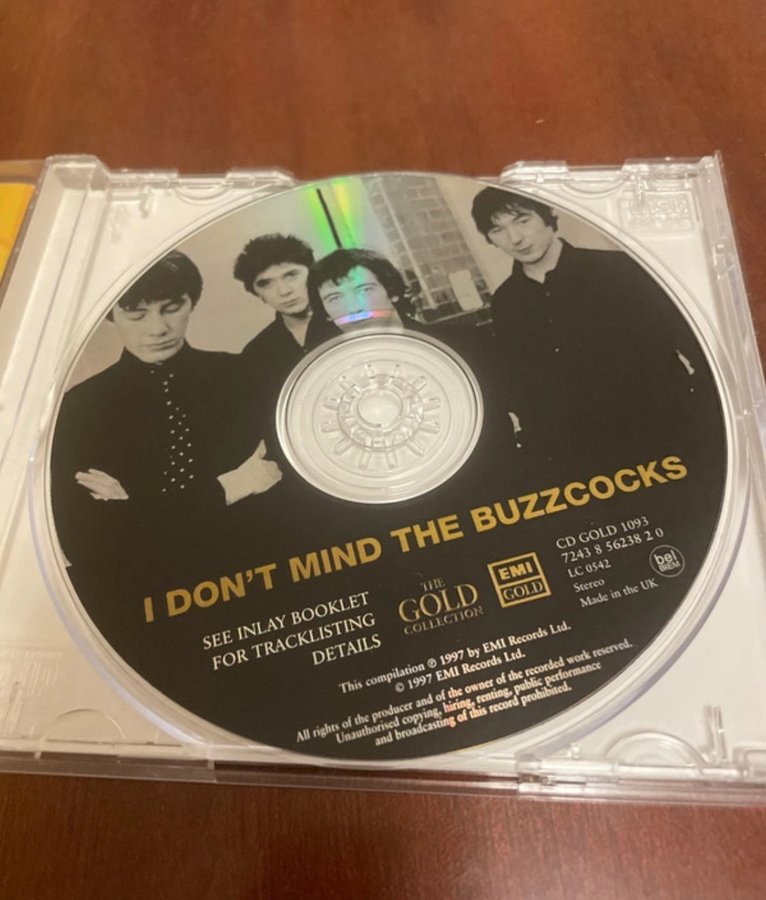 I DON'T MIND THE BUZZCOCKS
SEE INLAY BOOKLET
FOR TRACKLISTING
DETAILS
THE
GOLD
COLLECTION
EMI
GOLD
CD GOLD 1093
7243 8 56238 2 0
LC 0542
Stereo
Made in the UK
bel
BIEM
This compilation ℗ 1997 by EMI Records Ltd.
© 1997 EMI Records Ltd.
All rights of the producer and of the owner of the recorded work reserved.
Unauthorised copying, hiring, renting, public performance
and broadcasting of this record prohibited.